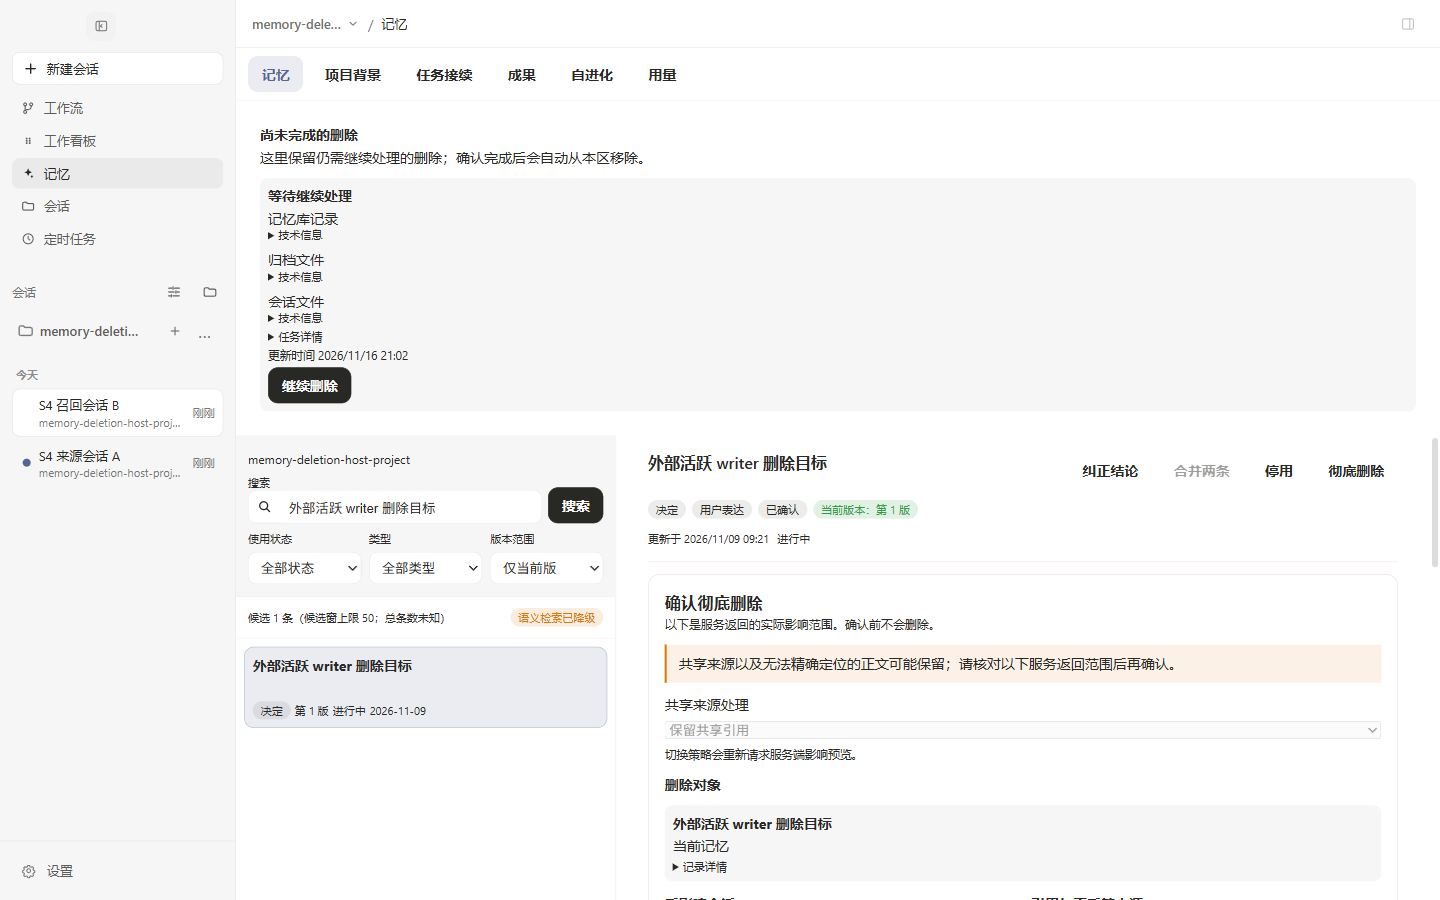 新建会话
工作流
工作看板
记忆
会话
定时任务
会话
memory-deleti...
今天
S4 召回会话 B
刚刚
memory-deletion-host-proj...
S4 来源会话 A
刚刚
memory-deletion-host-proj...
设置
memory-dele... / 记忆
记忆 项目背景 任务接续 成果 自进化 用量
尚未完成的删除
这里保留仍需继续处理的删除；确认完成后会自动从本区移除。
等待继续处理
记忆库记录
技术信息
归档文件
技术信息
会话文件
技术信息
任务详情
更新时间 2026/11/16 21:02
继续删除
memory-deletion-host-project
搜索
外部活跃 writer 删除目标
搜索
使用状态 类型 版本范围
全部状态 全部类型 仅当前版
候选 1 条（候选窗上限 50；总条数未知）
语义检索已降级
外部活跃 writer 删除目标
决定 第 1 版 进行中 2026-11-09
外部活跃 writer 删除目标
纠正结论 合并两条 停用 彻底删除
决定 用户表达 已确认 当前版本：第 1 版
更新于 2026/11/09 09:21 进行中
确认彻底删除
以下是服务返回的实际影响范围。确认前不会删除。
共享来源以及无法精确定位的正文可能保留；请核对以下服务返回范围后再确认。
共享来源处理
保留共享引用
切换策略会重新请求服务端影响预览。
删除对象
外部活跃 writer 删除目标
当前记忆
记录详情